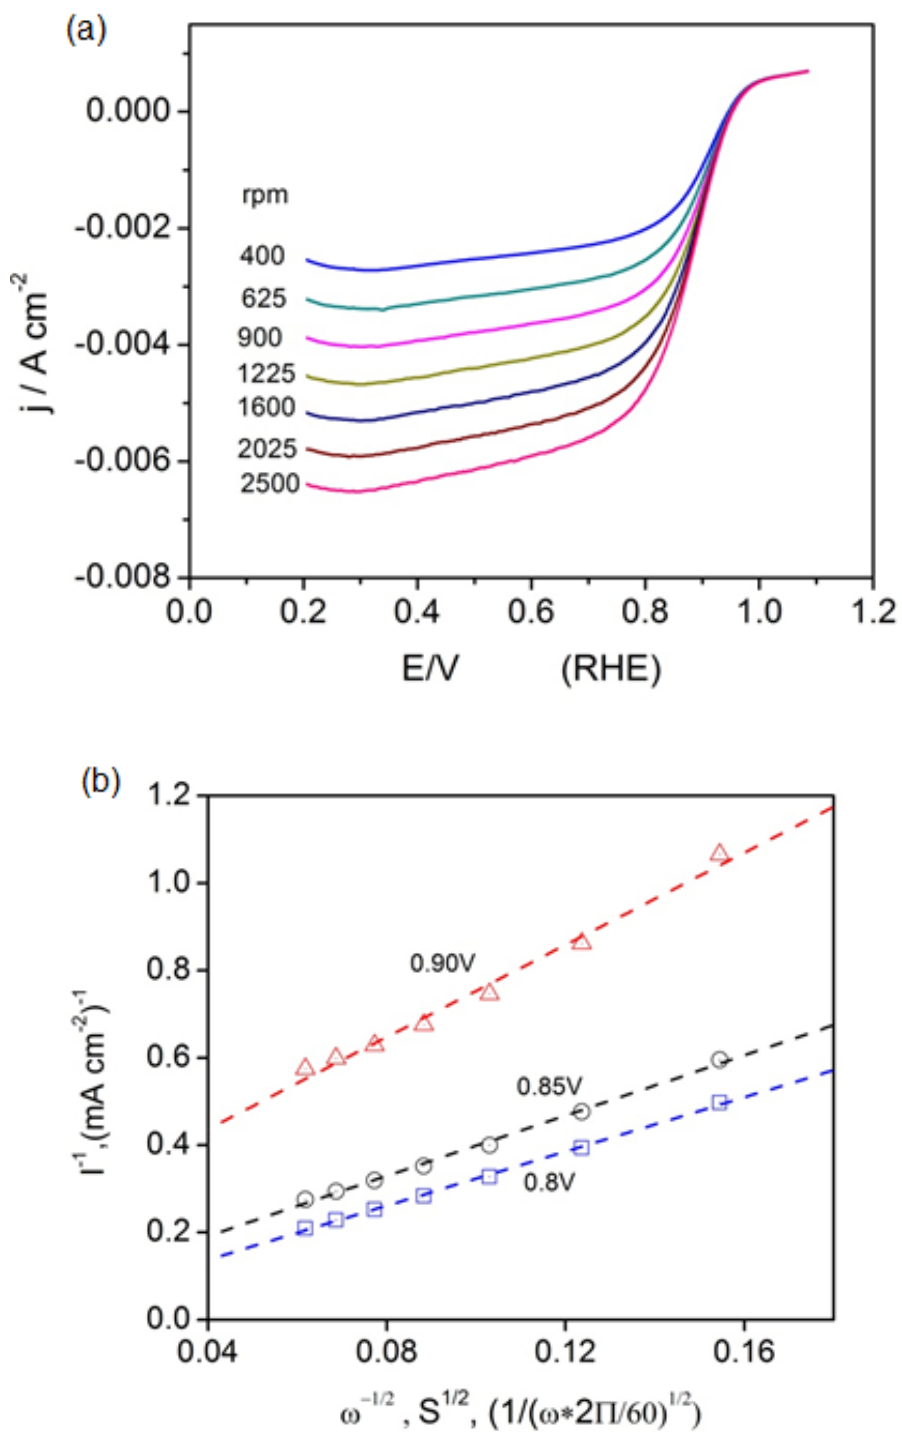 (a)
0.000
-0.002
-0.004
-0.006
-0.008
j / A cm⁻²
rpm
400
625
900
1225
1600
2025
2500
0.0 0.2 0.4 0.6 0.8 1.0 1.2
E/V (RHE)
(b)
1.2
1.0
0.8
0.6
0.4
0.2
0.0
I⁻¹,(mA cm⁻²)⁻¹
0.90V
0.85V
0.8V
0.04 0.08 0.12 0.16
ω⁻¹/², S¹/², (1/(ω*2Π/60)¹/²)